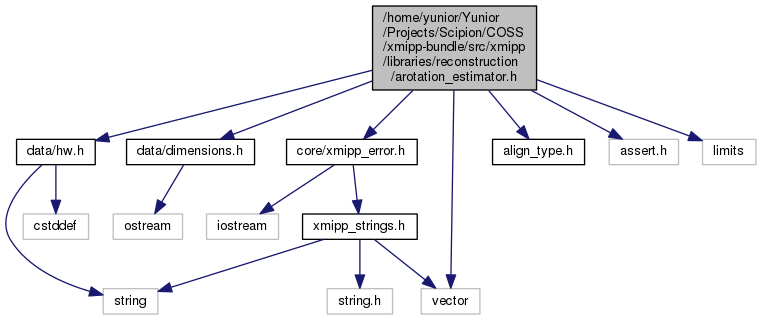 /home/yunior/Yunior
/Projects/Scipion/COSS
/xmipp-bundle/src/xmipp
/libraries/reconstruction
/arotation_estimator.h
data/hw.h
data/dimensions.h
core/xmipp_error.h
align_type.h
assert.h
limits
cstddef
ostream
iostream
xmipp_strings.h
string
string.h
vector